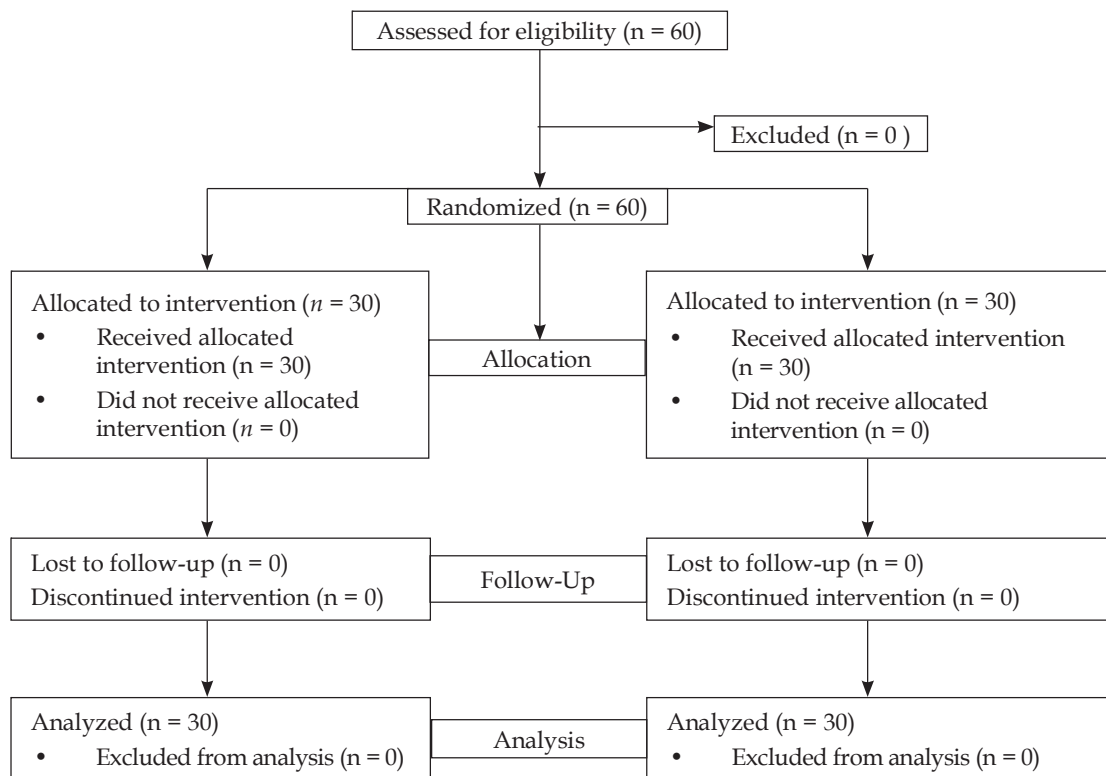 Assessed for eligibility (n = 60)
Excluded (n = 0 )
Randomized (n = 60)
Allocated to intervention (n = 30)
• Received allocated
intervention (n = 30)
• Did not receive allocated
intervention (n = 0)
Allocation
Allocated to intervention (n = 30)
• Received allocated intervention
(n = 30)
• Did not receive allocated
intervention (n = 0)
Lost to follow-up (n = 0)
Discontinued intervention (n = 0)
Follow-Up
Lost to follow-up (n = 0)
Discontinued intervention (n = 0)
Analyzed (n = 30)
• Excluded from analysis (n = 0)
Analysis
Analyzed (n = 30)
• Excluded from analysis (n = 0)